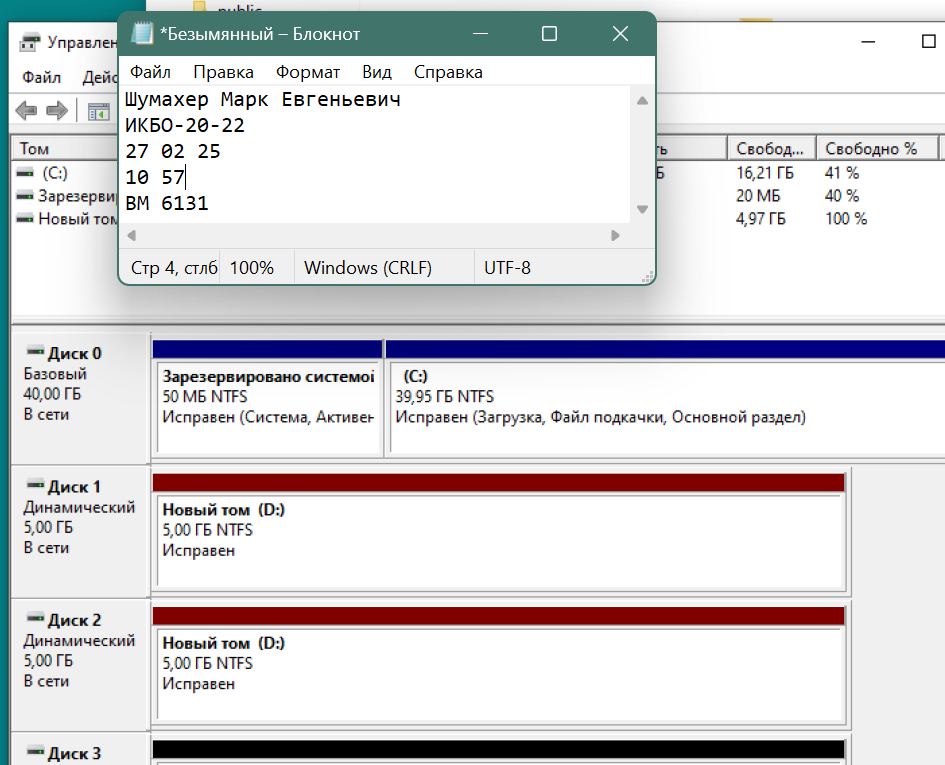 public
Управлен
*Безымянный – Блокнот
Файл Дейс
Файл Правка Формат Вид Справка
Шумахер Марк Евгеньевич
ИКБО-20-22
27 02 25
10 57
ВМ 6131
Стр 4, стлб 100% Windows (CRLF) UTF-8
Том ть Свобод... Свободно %
(C:) Б 16,21 ГБ 41 %
Зарезерви 20 МБ 40 %
Новый том 4,97 ГБ 100 %
Диск 0
Базовый
40,00 ГБ
В сети
Зарезервировано системой
50 МБ NTFS
Исправен (Система, Активен
(C:)
39,95 ГБ NTFS
Исправен (Загрузка, Файл подкачки, Основной раздел)
Диск 1
Динамический
5,00 ГБ
В сети
Новый том (D:)
5,00 ГБ NTFS
Исправен
Диск 2
Динамический
5,00 ГБ
В сети
Новый том (D:)
5,00 ГБ NTFS
Исправен
Диск 3